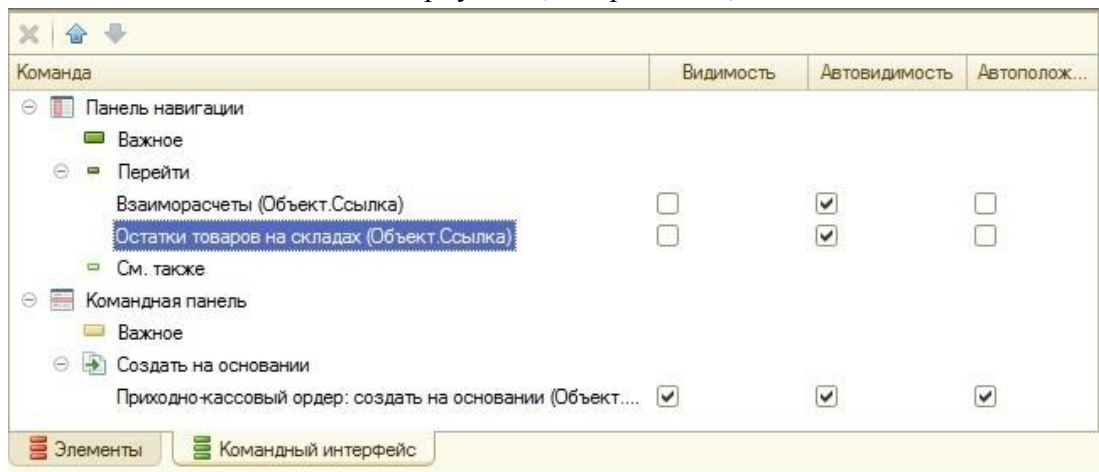 Команда Видимость Автовидимость Автополож...
Панель навигации
Важное
Перейти
Взаиморасчеты (Объект.Ссылка)
Остатки товаров на складах (Объект.Ссылка)
См. также
Командная панель
Важное
Создать на основании
Приходно-кассовый ордер: создать на основании (Объект....
Элементы Командный интерфейс